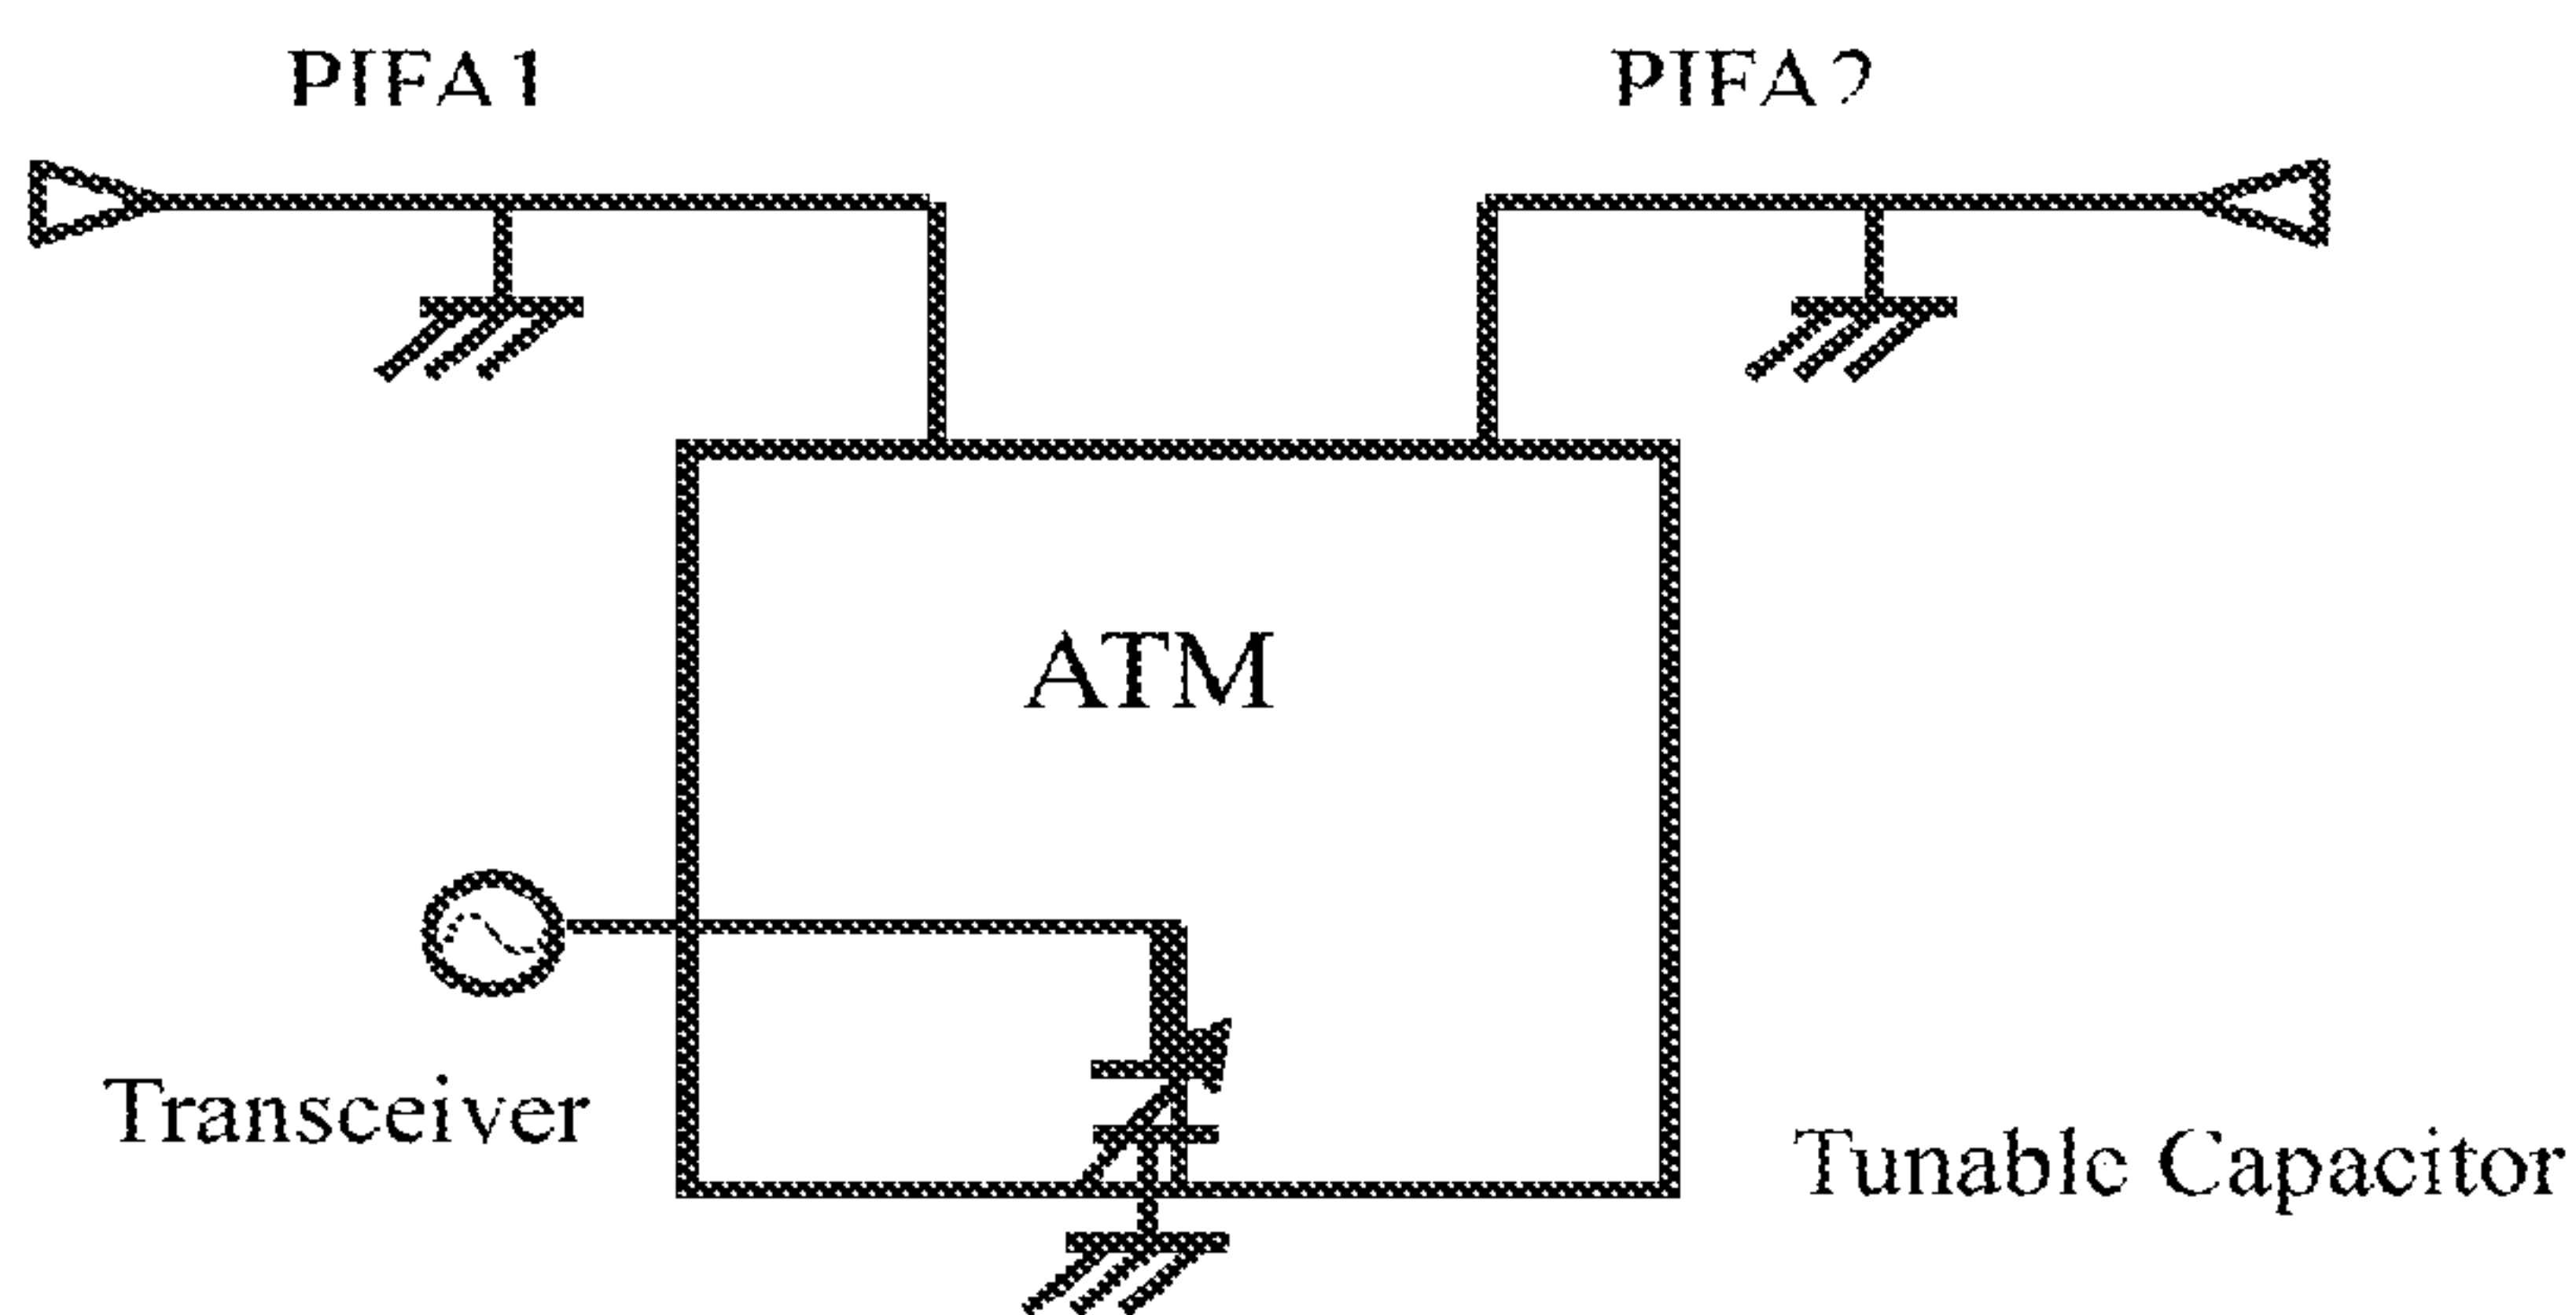 PIFA1
PIFA2
ATM
Transceiver
Tunable Capacitor